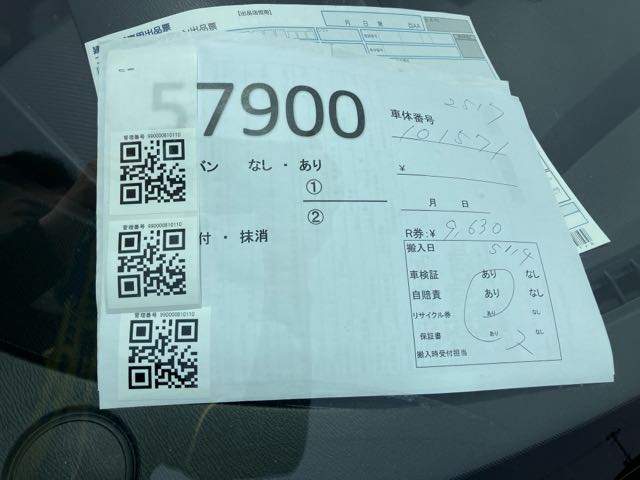 【出品店説明】
月 日 迄
管理番号 990000810110
57900
車体番号 2517
101571
バン なし ・ あり
¥
①
月 日
②
R券:¥ 9,630
付 ・ 抹消
管理番号 990000810110
搬入日 5/14
車検証 あり なし
自賠責 あり なし
リサイクル券 あり なし
保証書 あり なし
搬入時受付担当
管理番号 990000810110